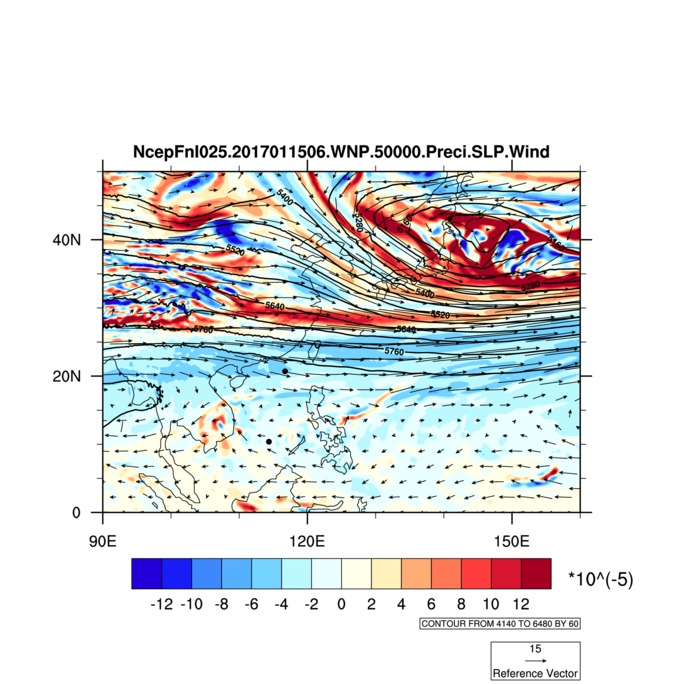 NcepFnl025.2017011506.WNP.50000.Preci.SLP.Wind
5400
5280
40N
5520
5280
5400
5640
5520
5760
5640
5760
20N
0
90E
120E
150E
-12 -10 -8 -6 -4 -2 0 2 4 6 8 10 12
*10^(-5)
CONTOUR FROM 4140 TO 6480 BY 60
15
Reference Vector